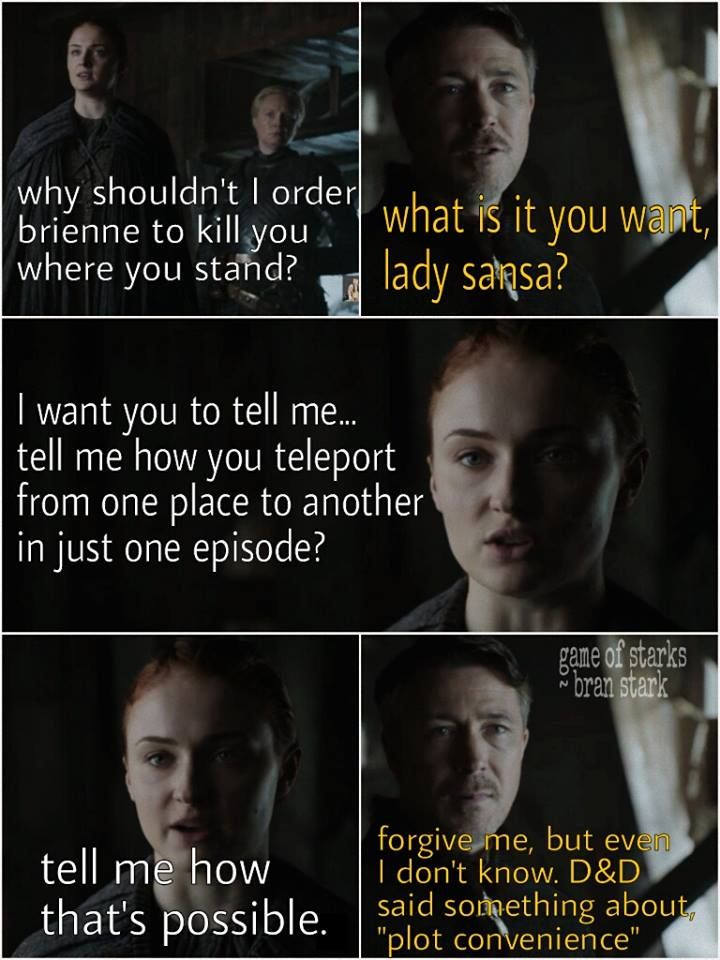 why shouldn't I order
brienne to kill you
where you stand?
what is it you want,
lady sansa?
I want you to tell me...
tell me how you teleport
from one place to another
in just one episode?
tell me how
that's possible.
game of starks
~ bran stark
forgive me, but even
I don't know. D&D
said something about,
"plot convenience"